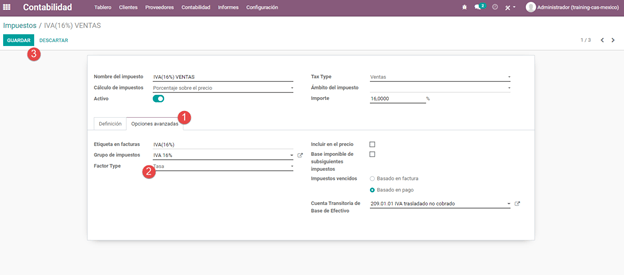 Contabilidad Tablero Clientes Proveedores Contabilidad Informes Configuración Administrador (training-cas-mexico)
Impuestos / IVA(16%) VENTAS
GUARDAR DESCARTAR 1 / 3
3
Nombre del impuesto IVA(16%) VENTAS Tax Type Ventas
Cálculo de impuestos Porcentaje sobre el precio Ámbito del impuesto
Activo Importe 16,0000 %
Definición Opciones avanzadas 1
Etiqueta en facturas IVA(16%) Incluir en el precio
Grupo de impuestos IVA 16% Base imponible de subsiguientes impuestos
Factor Type 2 Tasa
Impuestos vencidos Basado en factura
Basado en pago
Cuenta Transitoria de Base de Efectivo 209.01.01 IVA trasladado no cobrado